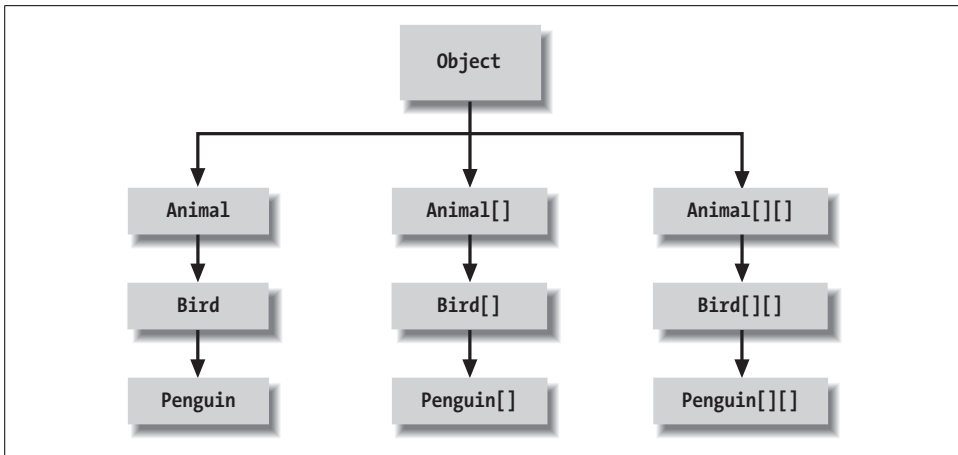 Object
Animal
Animal[]
Animal[][]
Bird
Bird[]
Bird[][]
Penguin
Penguin[]
Penguin[][]